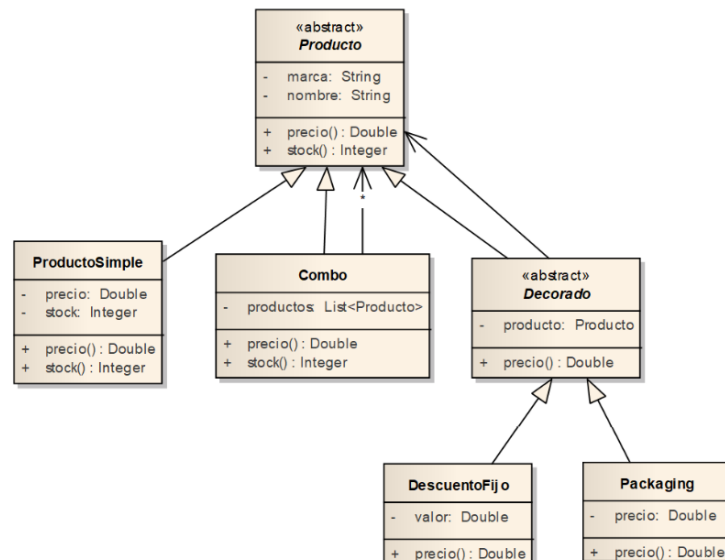 «abstract»
Producto
- marca: String
- nombre: String
+ precio() : Double
+ stock() : Integer
*
ProductoSimple
- precio: Double
- stock: Integer
+ precio() : Double
+ stock() : Integer
Combo
- productos: List<Producto>
+ precio() : Double
+ stock() : Integer
«abstract»
Decorado
- producto: Producto
+ precio() : Double
DescuentoFijo
- valor: Double
+ precio() : Double
Packaging
- precio: Double
+ precio() : Double